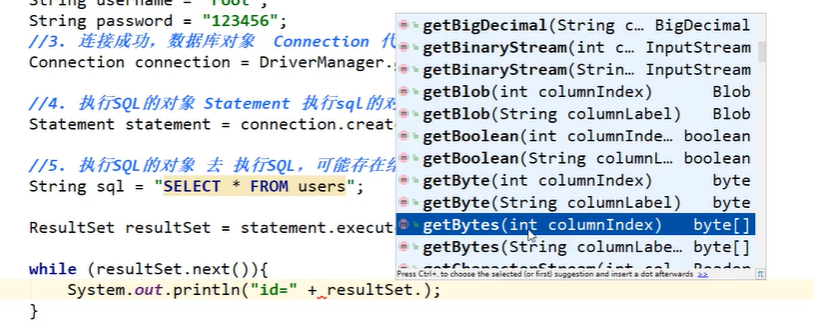 String username = "root";
String password = "123456";
//3. 连接成功，数据库对象 Connection 代
Connection connection = DriverManager.
//4. 执行SQL的对象 Statement 执行sql的对
Statement statement = connection.creat
//5. 执行SQL的对象 去 执行SQL，可能存在
String sql = "SELECT * FROM users";
ResultSet resultSet = statement.execut
while (resultSet.next()){
System.out.println("id=" + resultSet.);
}
getBigDecimal(String c… BigDecimal
getBinaryStream(int c… InputStream
getBinaryStream(Strin… InputStream
getBlob(int columnIndex) Blob
getBlob(String columnLabel) Blob
getBoolean(int columnInde… boolean
getBoolean(String columnL… boolean
getByte(int columnIndex) byte
getByte(String columnLabel) byte
getBytes(int columnIndex) byte[]
getBytes(String columnLabe… byte[]
getCharacterStream(int col… Reader
Press Ctrl+. to choose the selected (or first) suggestion and insert a dot afterwards >>
π